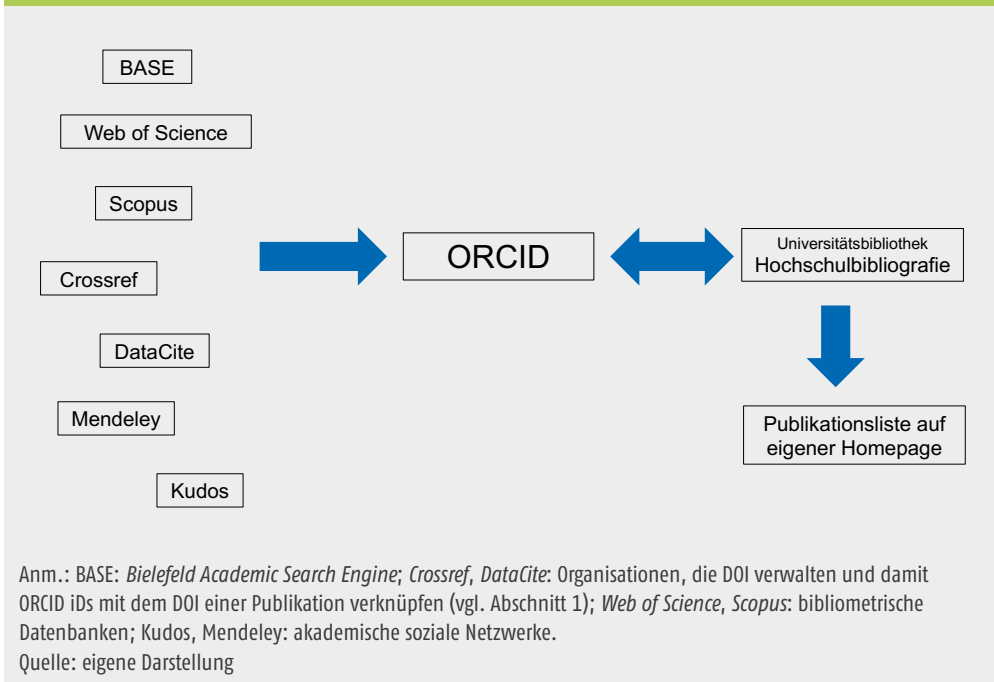 BASE
Web of Science
Scopus
Crossref
DataCite
Mendeley
Kudos
ORCID
Universitätsbibliothek
Hochschulbibliografie
Publikationsliste auf
eigener Homepage
Anm.: BASE: Bielefeld Academic Search Engine; Crossref, DataCite: Organisationen, die DOI verwalten und damit
ORCID iDs mit dem DOI einer Publikation verknüpfen (vgl. Abschnitt 1); Web of Science, Scopus: bibliometrische
Datenbanken; Kudos, Mendeley: akademische soziale Netzwerke.
Quelle: eigene Darstellung